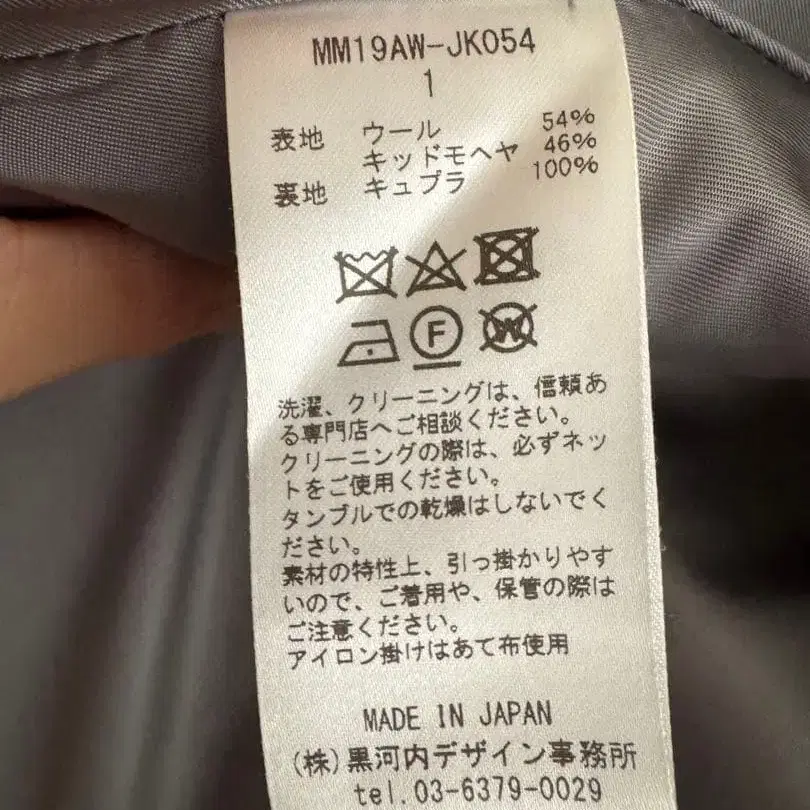 MM19AW-JK054
1
表地 ウール 54%
キッドモヘヤ 46%
裏地 キュプラ 100%
F
W
洗濯、クリーニングは、信頼あ
る専門店へご相談ください。
クリーニングの際は、必ずネッ
トをご使用ください。
タンブルでの乾燥はしないでく
ださい。
素材の特性上、引っ掛かりやす
いので、ご着用や、保管の際は
ご注意ください。
アイロン掛けはあて布使用
MADE IN JAPAN
(株)黒河内デザイン事務所
tel.03-6379-0029